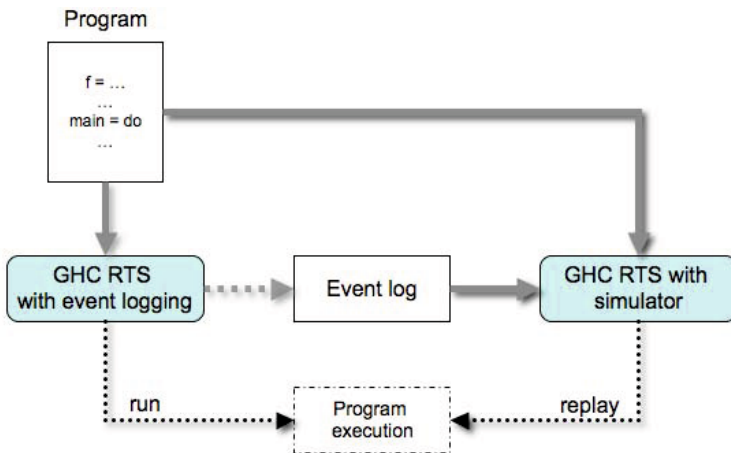 Program
f = …
…
main = do
…
GHC RTS
with event logging
Event log
GHC RTS with
simulator
run
Program
execution
replay